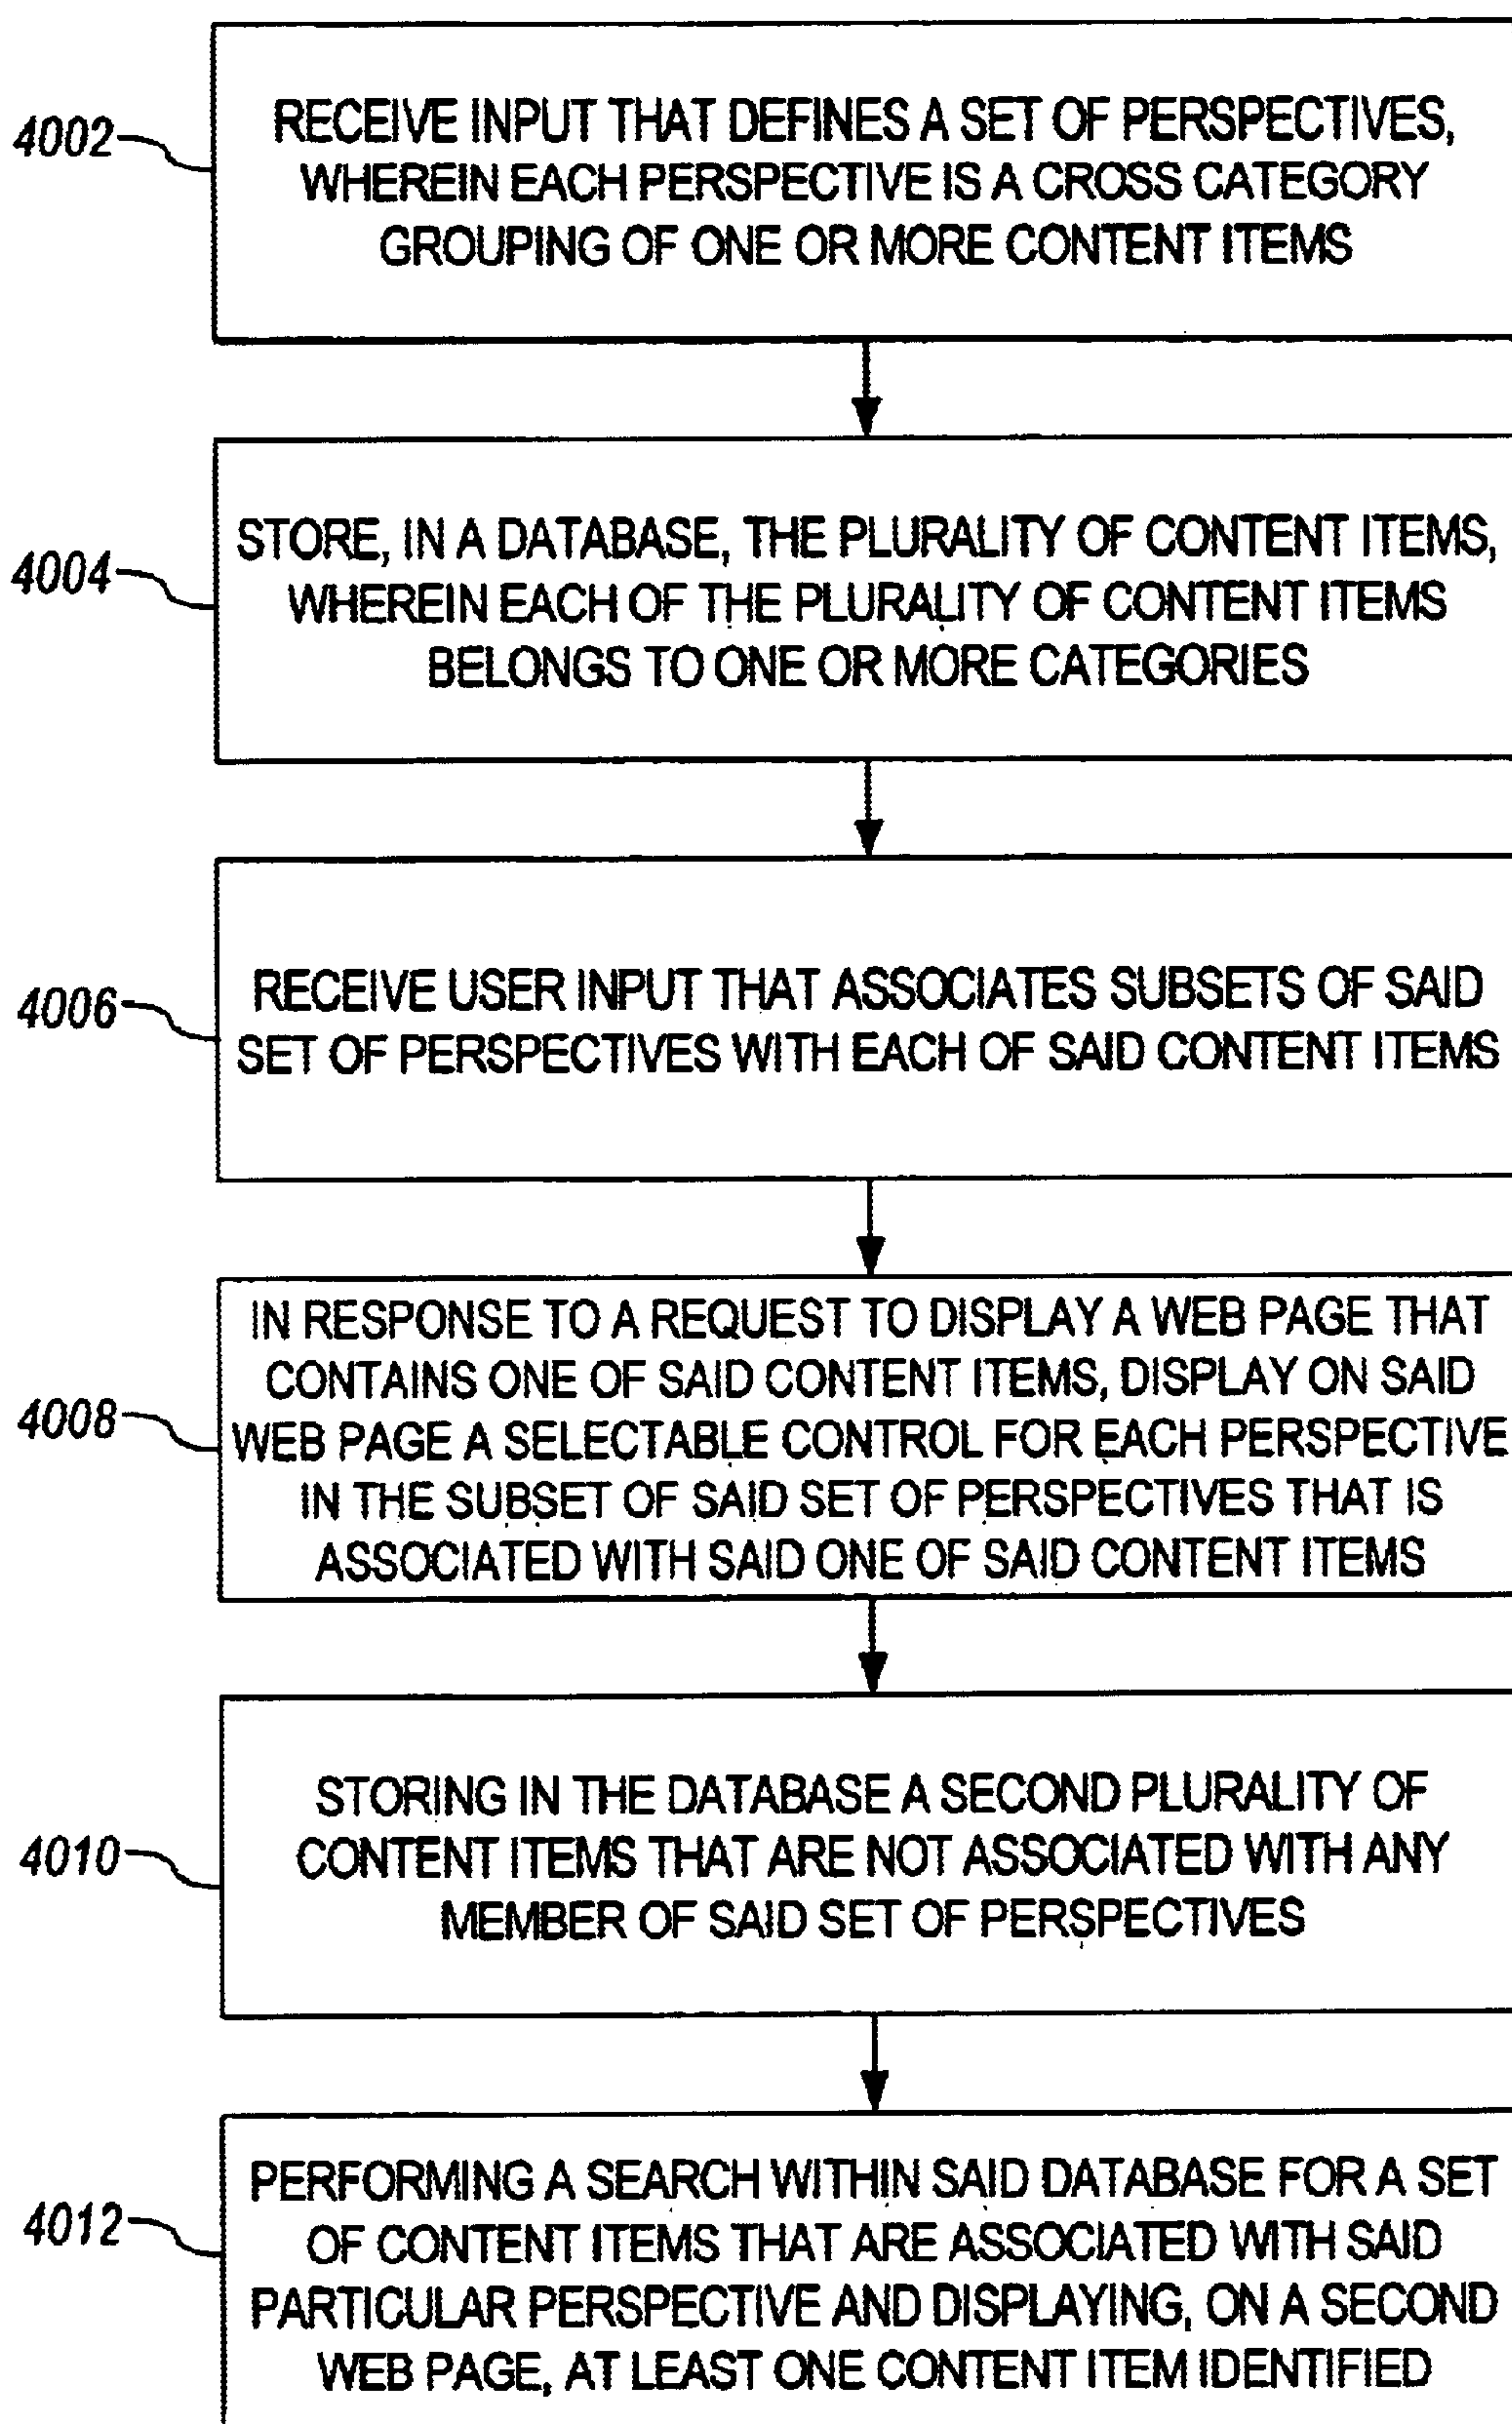 4002
RECEIVE INPUT THAT DEFINES A SET OF PERSPECTIVES,
WHEREIN EACH PERSPECTIVE IS A CROSS CATEGORY
GROUPING OF ONE OR MORE CONTENT ITEMS
4004
STORE, IN A DATABASE, THE PLURALITY OF CONTENT ITEMS,
WHEREIN EACH OF THE PLURALITY OF CONTENT ITEMS
BELONGS TO ONE OR MORE CATEGORIES
4006
RECEIVE USER INPUT THAT ASSOCIATES SUBSETS OF SAID
SET OF PERSPECTIVES WITH EACH OF SAID CONTENT ITEMS
4008
IN RESPONSE TO A REQUEST TO DISPLAY A WEB PAGE THAT
CONTAINS ONE OF SAID CONTENT ITEMS, DISPLAY ON SAID
WEB PAGE A SELECTABLE CONTROL FOR EACH PERSPECTIVE
IN THE SUBSET OF SAID SET OF PERSPECTIVES THAT IS
ASSOCIATED WITH SAID ONE OF SAID CONTENT ITEMS
4010
STORING IN THE DATABASE A SECOND PLURALITY OF
CONTENT ITEMS THAT ARE NOT ASSOCIATED WITH ANY
MEMBER OF SAID SET OF PERSPECTIVES
4012
PERFORMING A SEARCH WITHIN SAID DATABASE FOR A SET
OF CONTENT ITEMS THAT ARE ASSOCIATED WITH SAID
PARTICULAR PERSPECTIVE AND DISPLAYING, ON A SECOND
WEB PAGE, AT LEAST ONE CONTENT ITEM IDENTIFIED